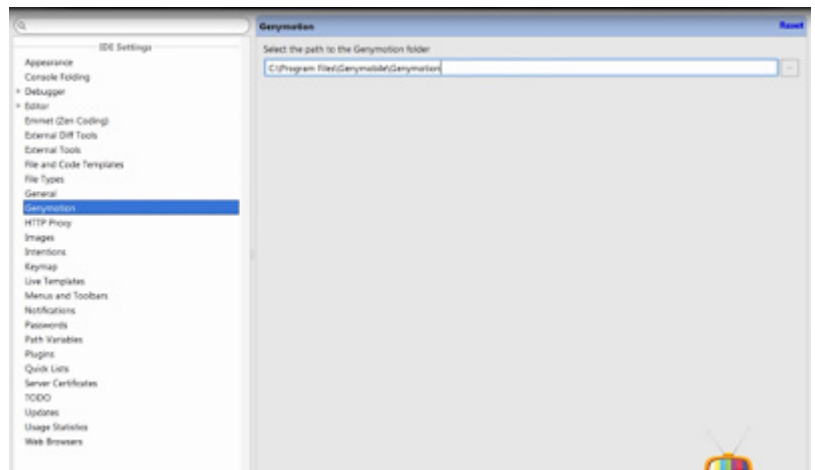 IDE Settings
Appearance
Console Folding
Debugger
Editor
Emmet (Zen Coding)
External Diff Tools
External Tools
File and Code Templates
File Types
General
Genymotion
HTTP Proxy
Images
Intentions
Keymap
Live Templates
Menus and Toolbars
Notifications
Passwords
Path Variables
Plugins
Quick Lists
Server Certificates
TODO
Updates
Usage Statistics
Web Browsers
Genymotion
Reset
Select the path to the Genymotion folder
C:\Program Files\Genymobile\Genymotion
...